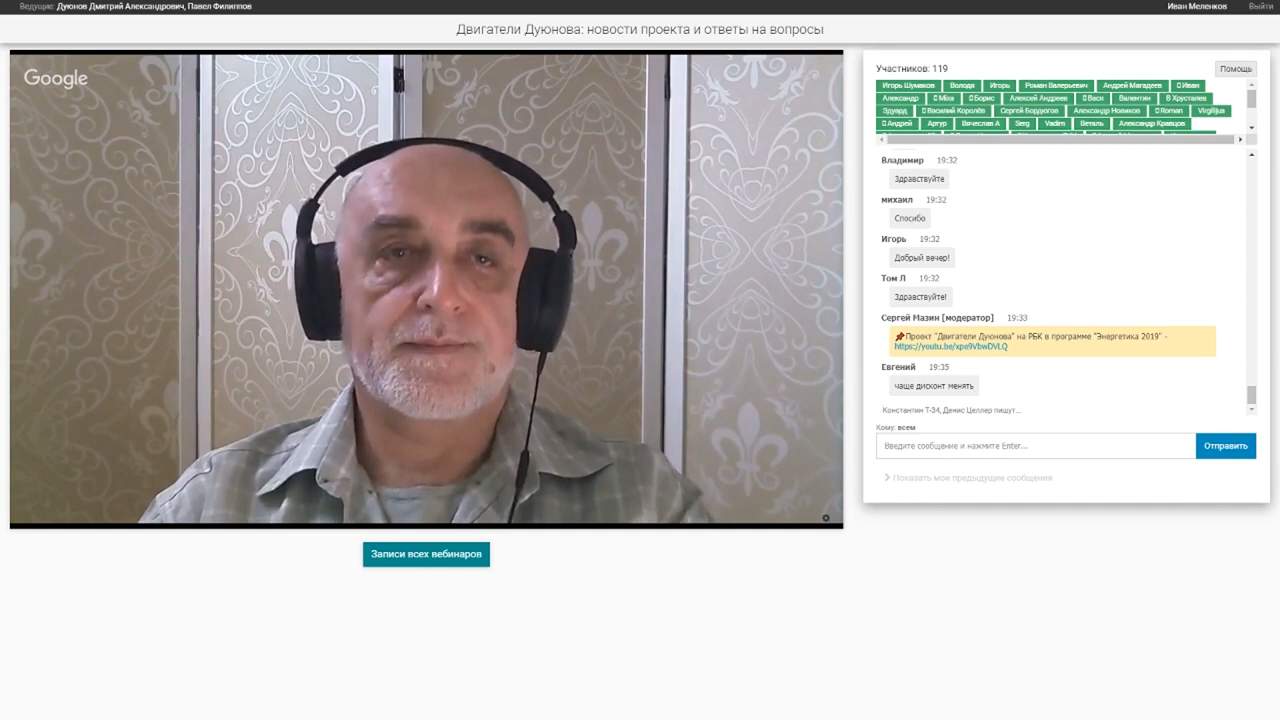 Ведущие: Дуюнов Дмитрий Александрович, Павел Филиппов
Иван Меленков Выйти
Двигатели Дуюнова: новости проекта и ответы на вопросы
Google
Участников: 119
Помощь
Игорь Шумаков Володя Игорь Роман Валерьевич Андрей Магадеев Иван
Александр Mixa Борис Алексей Андреев Вася Валентин В Хрусталев
Эдуард Василий Королёв Сергей Бордюгов Александр Новиков Roman Virgilijus
Андрей Артур Вячеслав А Serg Vadim Виталь Александр Кравцов
Владимир 19:32
Здравствуйте
михаил 19:32
Спосибо
Игорь 19:32
Добрый вечер!
Том Л 19:32
Здравствуйте!
Сергей Мазин [модератор] 19:33
Проект "Двигатели Дуюнова" на РБК в программе "Энергетика 2019" -
https://youtu.be/xpe9VbwDVLQ
Евгений 19:35
чаще дисконт менять
Константин Т-34, Денис Целлер пишут...
Кому: всем
Введите сообщение и нажмите Enter...
Отправить
Показать мои предыдущие сообщения
Записи всех вебинаров